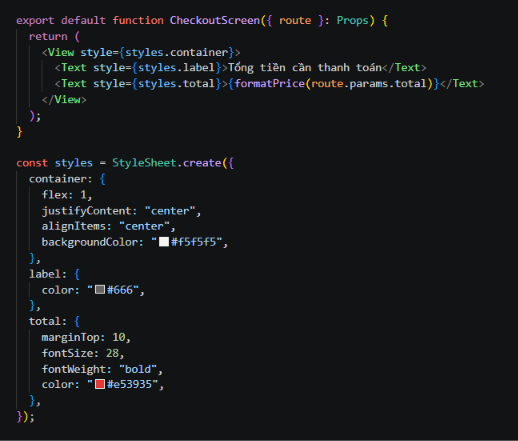 export default function CheckoutScreen({ route }: Props) {
  return (
    <View style={styles.container}>
      <Text style={styles.label}>Tổng tiền cần thanh toán</Text>
      <Text style={styles.total}>{formatPrice(route.params.total)}</Text>
    </View>
  );
}

const styles = StyleSheet.create({
  container: {
    flex: 1,
    justifyContent: "center",
    alignItems: "center",
    backgroundColor: "#f5f5f5",
  },
  label: {
    color: "#666",
  },
  total: {
    marginTop: 10,
    fontSize: 28,
    fontWeight: "bold",
    color: "#e53935",
  },
});